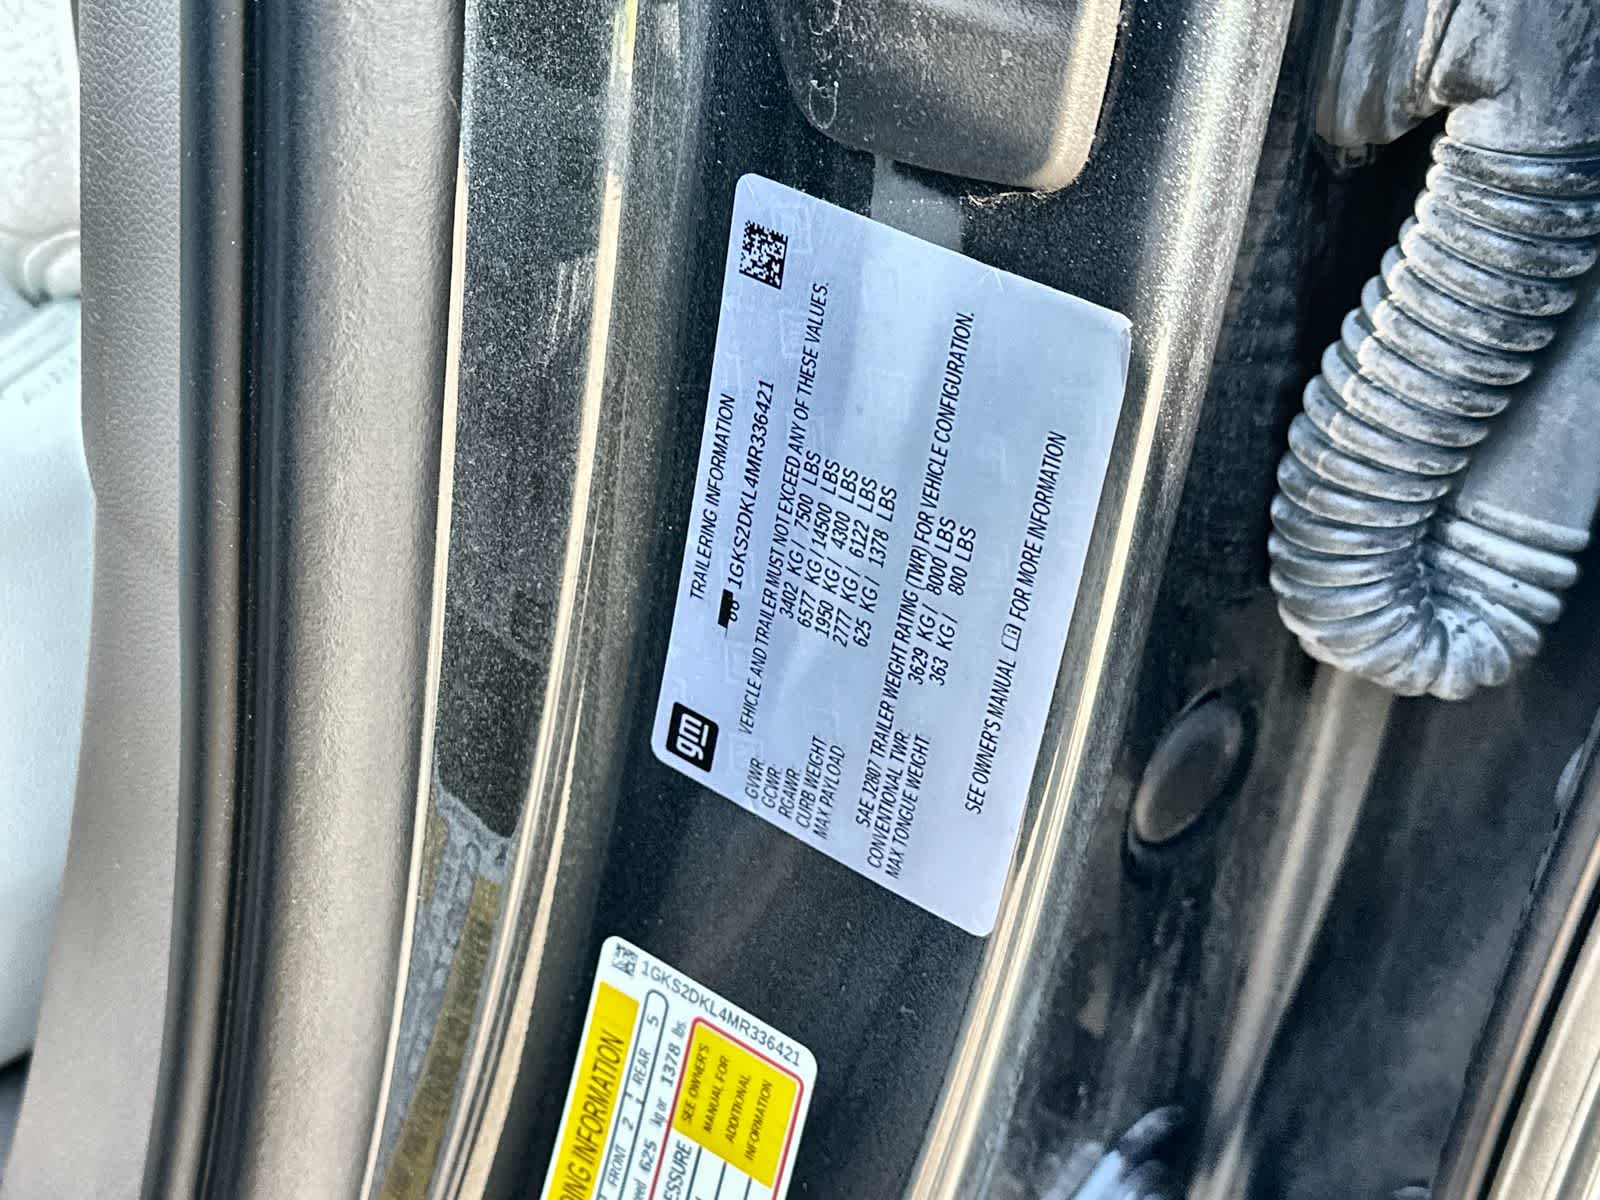 gm
TRAILERING INFORMATION
1GKS2DKL4MR336421
VEHICLE AND TRAILER MUST NOT EXCEED ANY OF THESE VALUES.
GVWR: 3402 KG / 7500 LBS
GCWR: 6577 KG / 14500 LBS
RGAWR: 1950 KG / 4300 LBS
CURB WEIGHT: 2777 KG / 6122 LBS
MAX PAYLOAD: 625 KG / 1378 LBS
SAE J2807 TRAILER WEIGHT RATING (TWR) FOR VEHICLE CONFIGURATION.
CONVENTIONAL TWR: 3629 KG / 8000 LBS
MAX TONGUE WEIGHT: 363 KG / 800 LBS
SEE OWNER'S MANUAL FOR MORE INFORMATION
1GKS2DKL4MR336421
INFORMATION
FRONT 2 REAR 5
625 kg or 1378 lbs.
SEE OWNER'S
MANUAL FOR
ADDITIONAL
INFORMATION